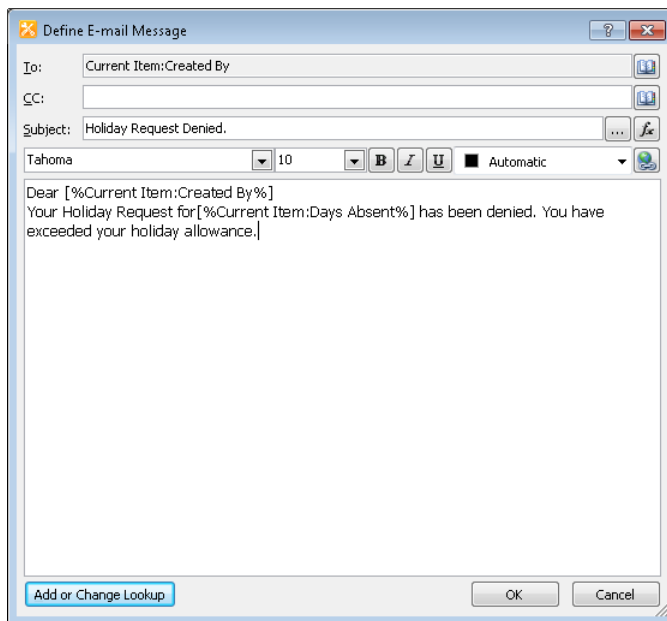 Define E-mail Message
To: Current Item:Created By
CC:
Subject: Holiday Request Denied. ... fx
Tahoma 10 B I U Automatic
Dear [%Current Item:Created By%]
Your Holiday Request for[%Current Item:Days Absent%] has been denied. You have
exceeded your holiday allowance.
Add or Change Lookup OK Cancel